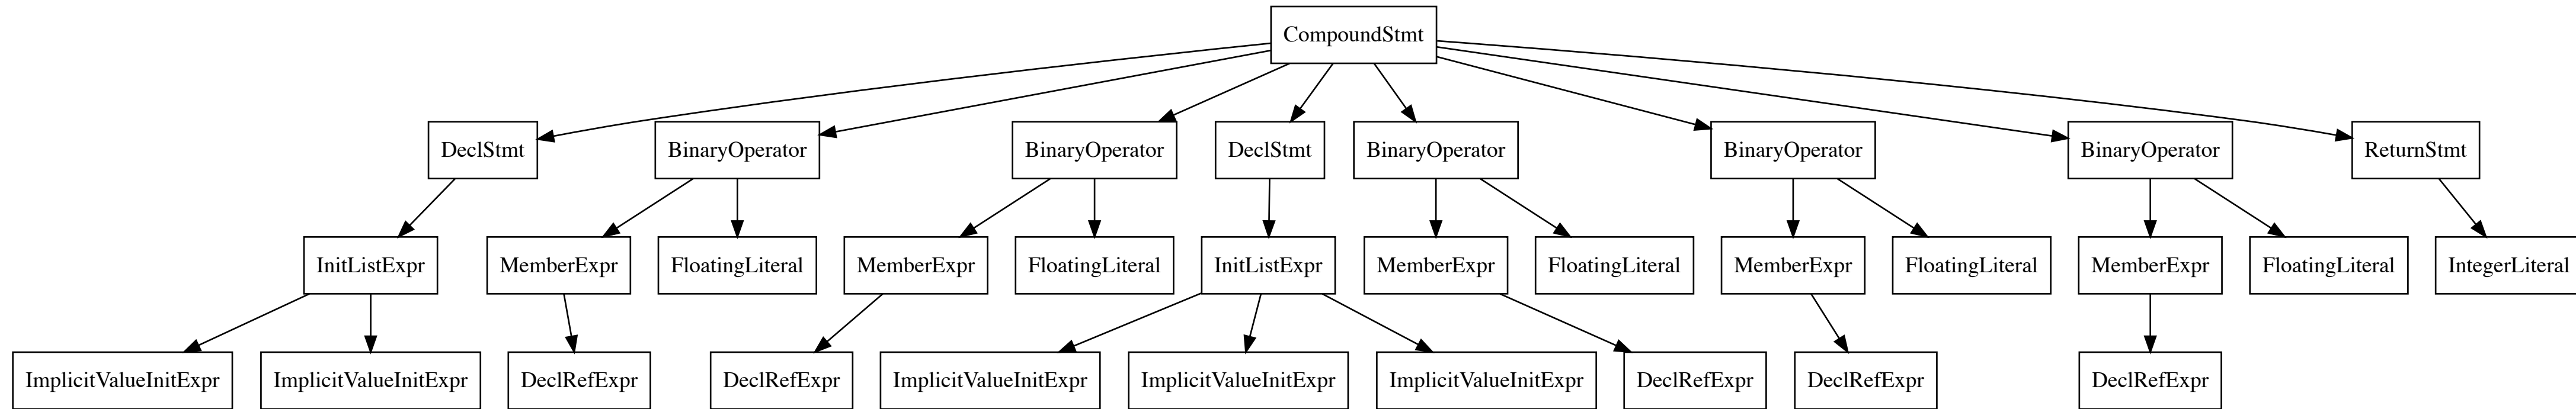 CompoundStmt
DeclStmt
BinaryOperator
BinaryOperator
DeclStmt
BinaryOperator
BinaryOperator
BinaryOperator
ReturnStmt
InitListExpr
MemberExpr
FloatingLiteral
MemberExpr
FloatingLiteral
InitListExpr
MemberExpr
FloatingLiteral
MemberExpr
FloatingLiteral
MemberExpr
FloatingLiteral
IntegerLiteral
ImplicitValueInitExpr
ImplicitValueInitExpr
DeclRefExpr
DeclRefExpr
ImplicitValueInitExpr
ImplicitValueInitExpr
ImplicitValueInitExpr
DeclRefExpr
DeclRefExpr
DeclRefExpr